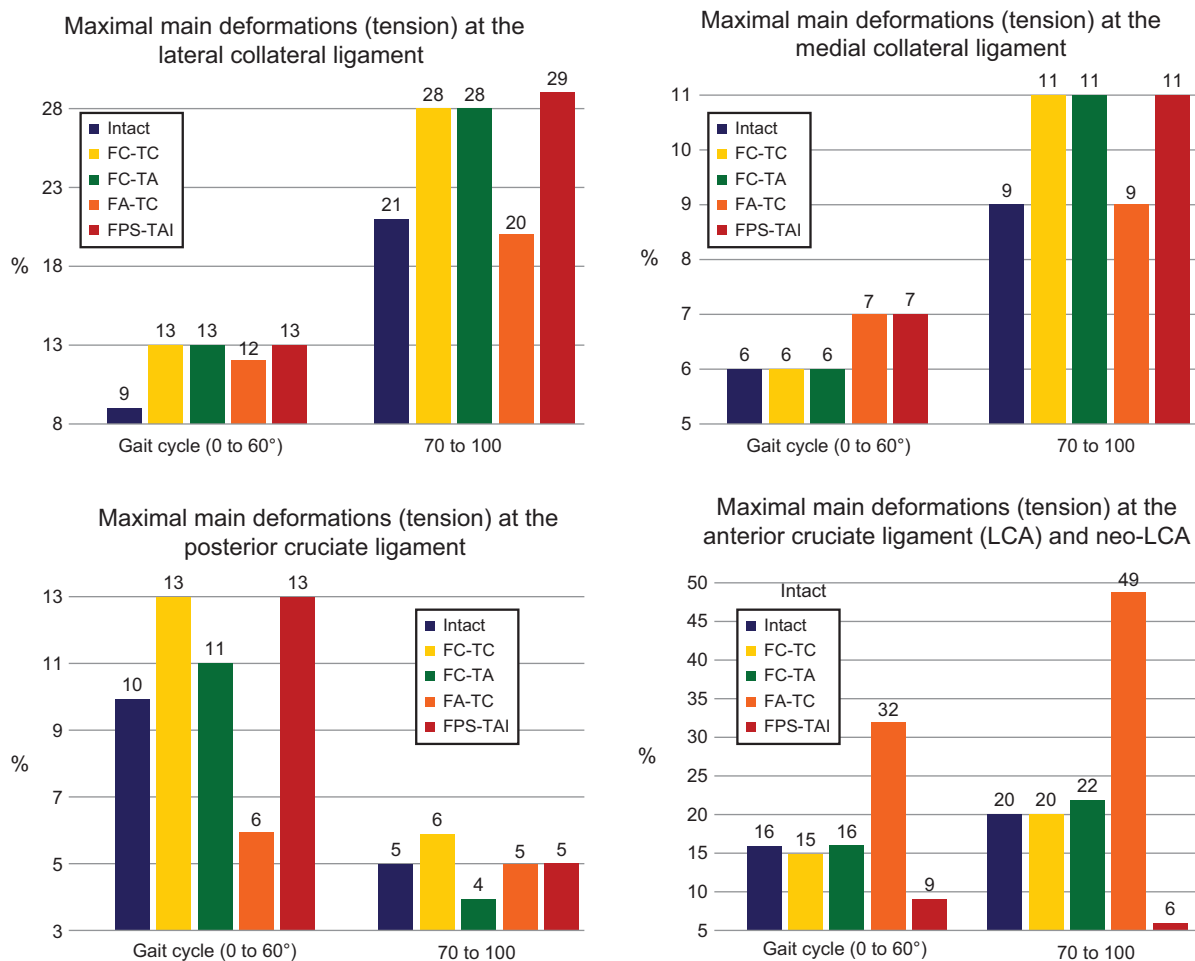 Maximal main deformations (tension) at the
lateral collateral ligament
%
28
23
18
13
8
Intact
FC-TC
FC-TA
FA-TC
FPS-TAI
9
13
13
12
13
21
28
28
20
29
Gait cycle (0 to 60°)
70 to 100
Maximal main deformations (tension) at the
medial collateral ligament
%
11
10
9
8
7
6
5
Intact
FC-TC
FC-TA
FA-TC
FPS-TAI
6
6
6
7
7
9
11
11
9
11
Gait cycle (0 to 60°)
70 to 100
Maximal main deformations (tension) at the
posterior cruciate ligament
%
13
11
9
7
5
3
Intact
FC-TC
FC-TA
FA-TC
FPS-TAI
10
13
11
6
13
5
6
4
5
5
Gait cycle (0 to 60°)
70 to 100
Maximal main deformations (tension) at the
anterior cruciate ligament (LCA) and neo-LCA
%
50
45
40
35
30
25
20
15
10
5
Intact
Intact
FC-TC
FC-TA
FA-TC
FPS-TAI
16
15
16
32
9
20
20
22
49
6
Gait cycle (0 to 60°)
70 to 100